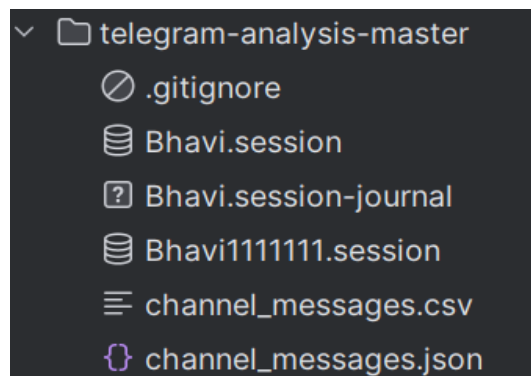 telegram-analysis-master
.gitignore
Bhavi.session
Bhavi.session-journal
Bhavi1111111.session
channel_messages.csv
channel_messages.json